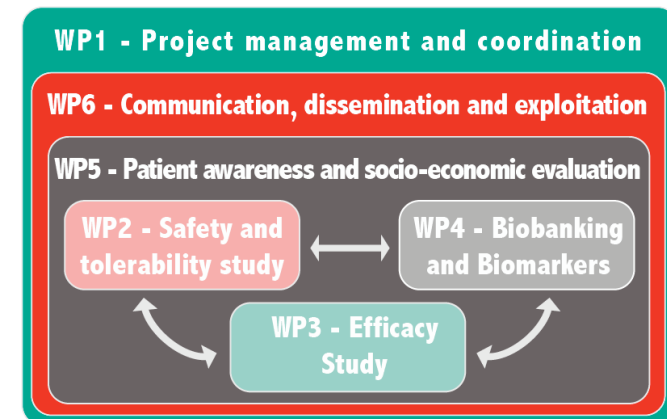 WP1 - Project management and coordination
WP6 - Communication, dissemination and exploitation
WP5 - Patient awareness and socio-economic evaluation
WP2 - Safety and
tolerability study
WP4 - Biobanking
and Biomarkers
WP3 - Efficacy
Study